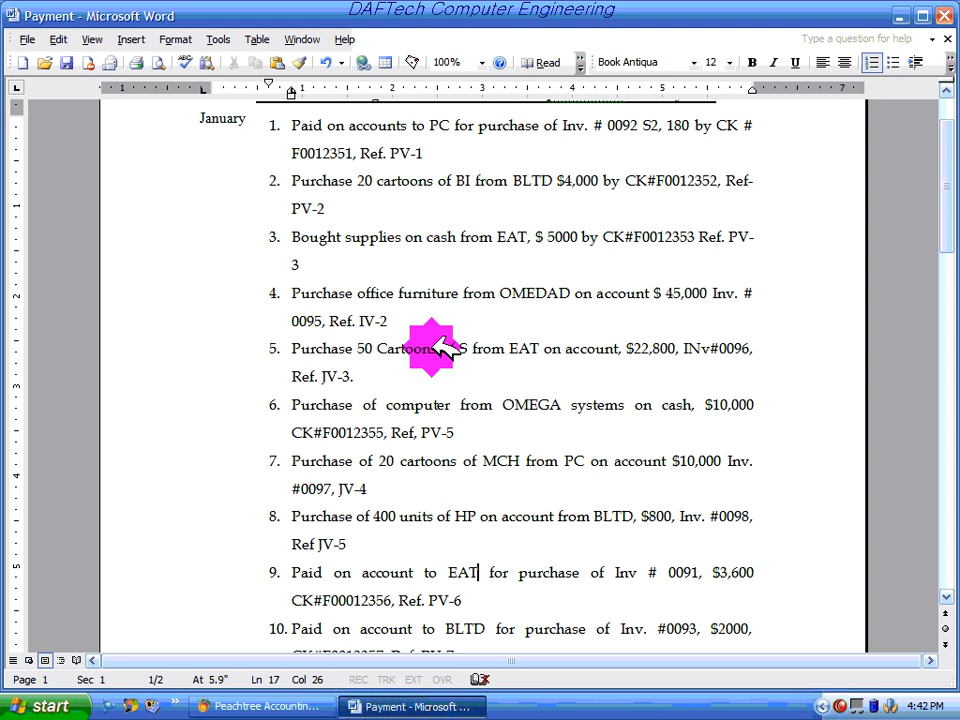 DAFTech Computer Engineering
Payment - Microsoft Word
File Edit View Insert Format Tools Table Window Help Type a question for help
100% Read Book Antiqua 12 B I U
1 1 2 3 4 5 7
January
1. Paid on accounts to PC for purchase of Inv. # 0092 S2, 180 by CK #
F0012351, Ref. PV-1
2. Purchase 20 cartoons of BI from BLTD $4,000 by CK#F0012352, Ref-
PV-2
3. Bought supplies on cash from EAT, $ 5000 by CK#F0012353 Ref. PV-
3
4. Purchase office furniture from OMEDAD on account $ 45,000 Inv. #
0095, Ref. IV-2
5. Purchase 50 Cartoons S from EAT on account, $22,800, INv#0096,
Ref. JV-3.
6. Purchase of computer from OMEGA systems on cash, $10,000
CK#F0012355, Ref, PV-5
7. Purchase of 20 cartoons of MCH from PC on account $10,000 Inv.
#0097, JV-4
8. Purchase of 400 units of HP on account from BLTD, $800, Inv. #0098,
Ref JV-5
9. Paid on account to EAT for purchase of Inv # 0091, $3,600
CK#F00012356, Ref. PV-6
10. Paid on account to BLTD for purchase of Inv. #0093, $2000,
Page 1 Sec 1 1/2 At 5.9" Ln 17 Col 26 REC TRK EXT OVR
start Peachtree Accountin... Payment - Microsoft ... 4:42 PM